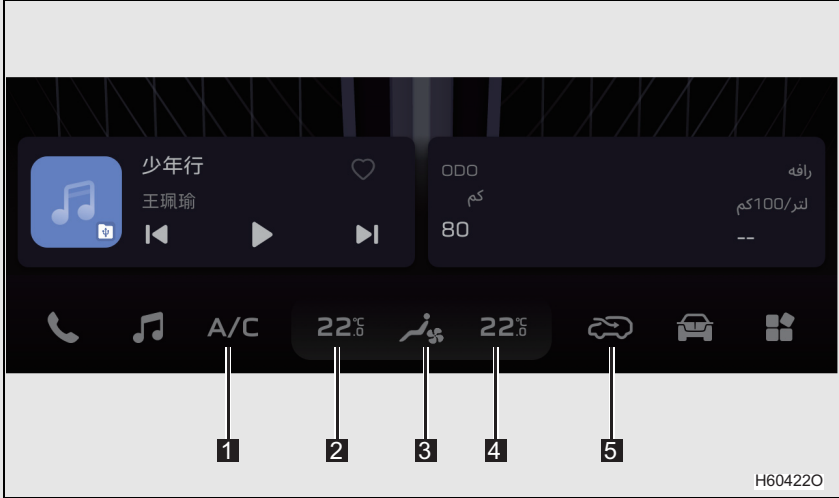 少年行
王珮瑜
ODO
كم
80
رافه
لتر/100كم
--
A/C
22.0℃
22.0℃
1
2
3
4
5
H60422O